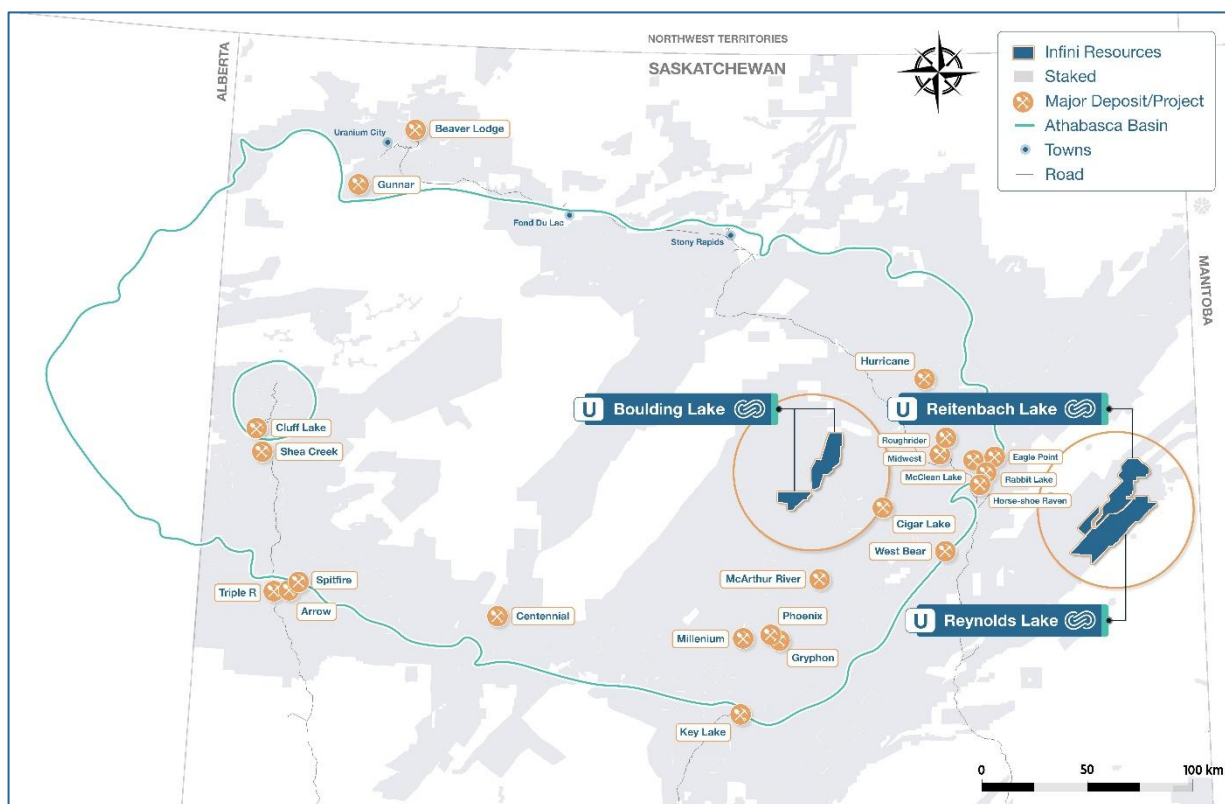 NORTHWEST TERRITORIES
SASKATCHEWAN
ALBERTA
MANITOBA
Infini Resources
Staked
Major Deposit/Project
Athabasca Basin
Towns
Road
Uranium City
Beaver Lodge
Gunnar
Fond Du Lac
Stony Rapids
Hurricane
U Boulding Lake
U Reitenbach Lake
Cluff Lake
Shea Creek
Roughrider
Midwest
Eagle Point
McClean Lake
Rabbit Lake
Horse-shoe Raven
Cigar Lake
West Bear
Spitfire
Triple R
Arrow
McArthur River
Centennial
Phoenix
Millenium
Gryphon
U Reynolds Lake
Key Lake
0 50 100 km